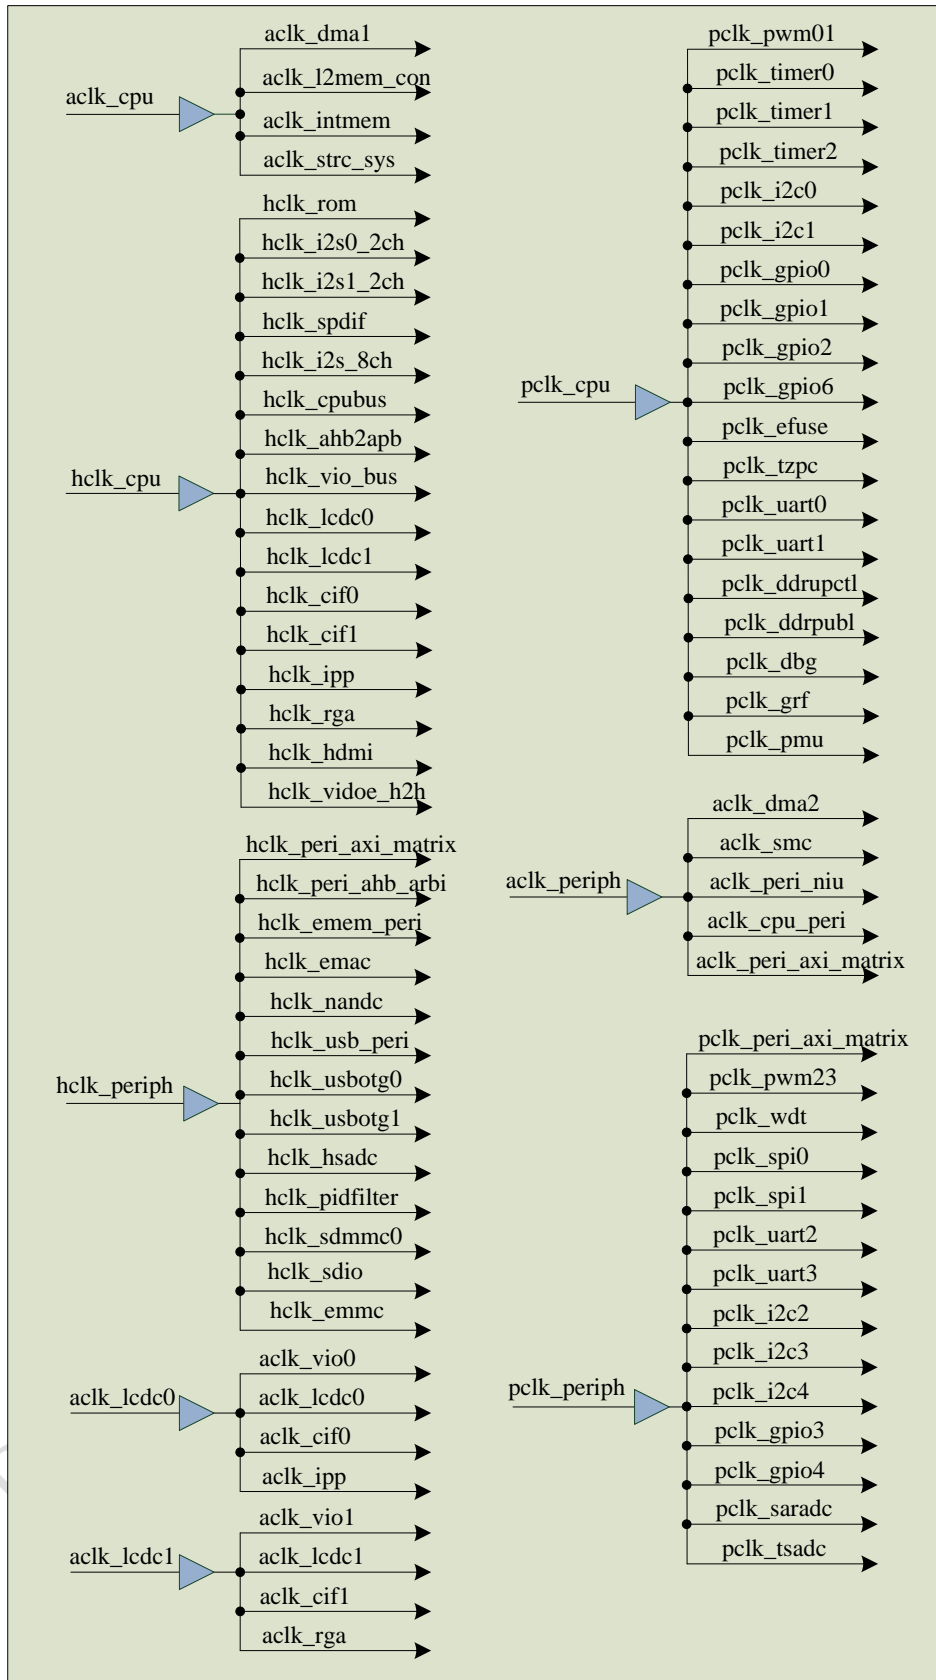 aclk_cpu
aclk_dma1
aclk_l2mem_con
aclk_intmem
aclk_strc_sys
hclk_cpu
hclk_rom
hclk_i2s0_2ch
hclk_i2s1_2ch
hclk_spdif
hclk_i2s_8ch
hclk_cpubus
hclk_ahb2apb
hclk_vio_bus
hclk_lcdc0
hclk_lcdc1
hclk_cif0
hclk_cif1
hclk_ipp
hclk_rga
hclk_hdmi
hclk_vidoe_h2h
hclk_periph
hclk_peri_axi_matrix
hclk_peri_ahb_arbi
hclk_emem_peri
hclk_emac
hclk_nandc
hclk_usb_peri
hclk_usbotg0
hclk_usbotg1
hclk_hsadc
hclk_pidfilter
hclk_sdmmc0
hclk_sdio
hclk_emmc
aclk_lcdc0
aclk_vio0
aclk_lcdc0
aclk_cif0
aclk_ipp
aclk_lcdc1
aclk_vio1
aclk_lcdc1
aclk_cif1
aclk_rga
pclk_cpu
pclk_pwm01
pclk_timer0
pclk_timer1
pclk_timer2
pclk_i2c0
pclk_i2c1
pclk_gpio0
pclk_gpio1
pclk_gpio2
pclk_gpio6
pclk_efuse
pclk_tzpc
pclk_uart0
pclk_uart1
pclk_ddrupctl
pclk_ddrpubl
pclk_dbg
pclk_grf
pclk_pmu
aclk_periph
aclk_dma2
aclk_smc
aclk_peri_niu
aclk_cpu_peri
aclk_peri_axi_matrix
pclk_periph
pclk_peri_axi_matrix
pclk_pwm23
pclk_wdt
pclk_spi0
pclk_spi1
pclk_uart2
pclk_uart3
pclk_i2c2
pclk_i2c3
pclk_i2c4
pclk_gpio3
pclk_gpio4
pclk_saradc
pclk_tsadc